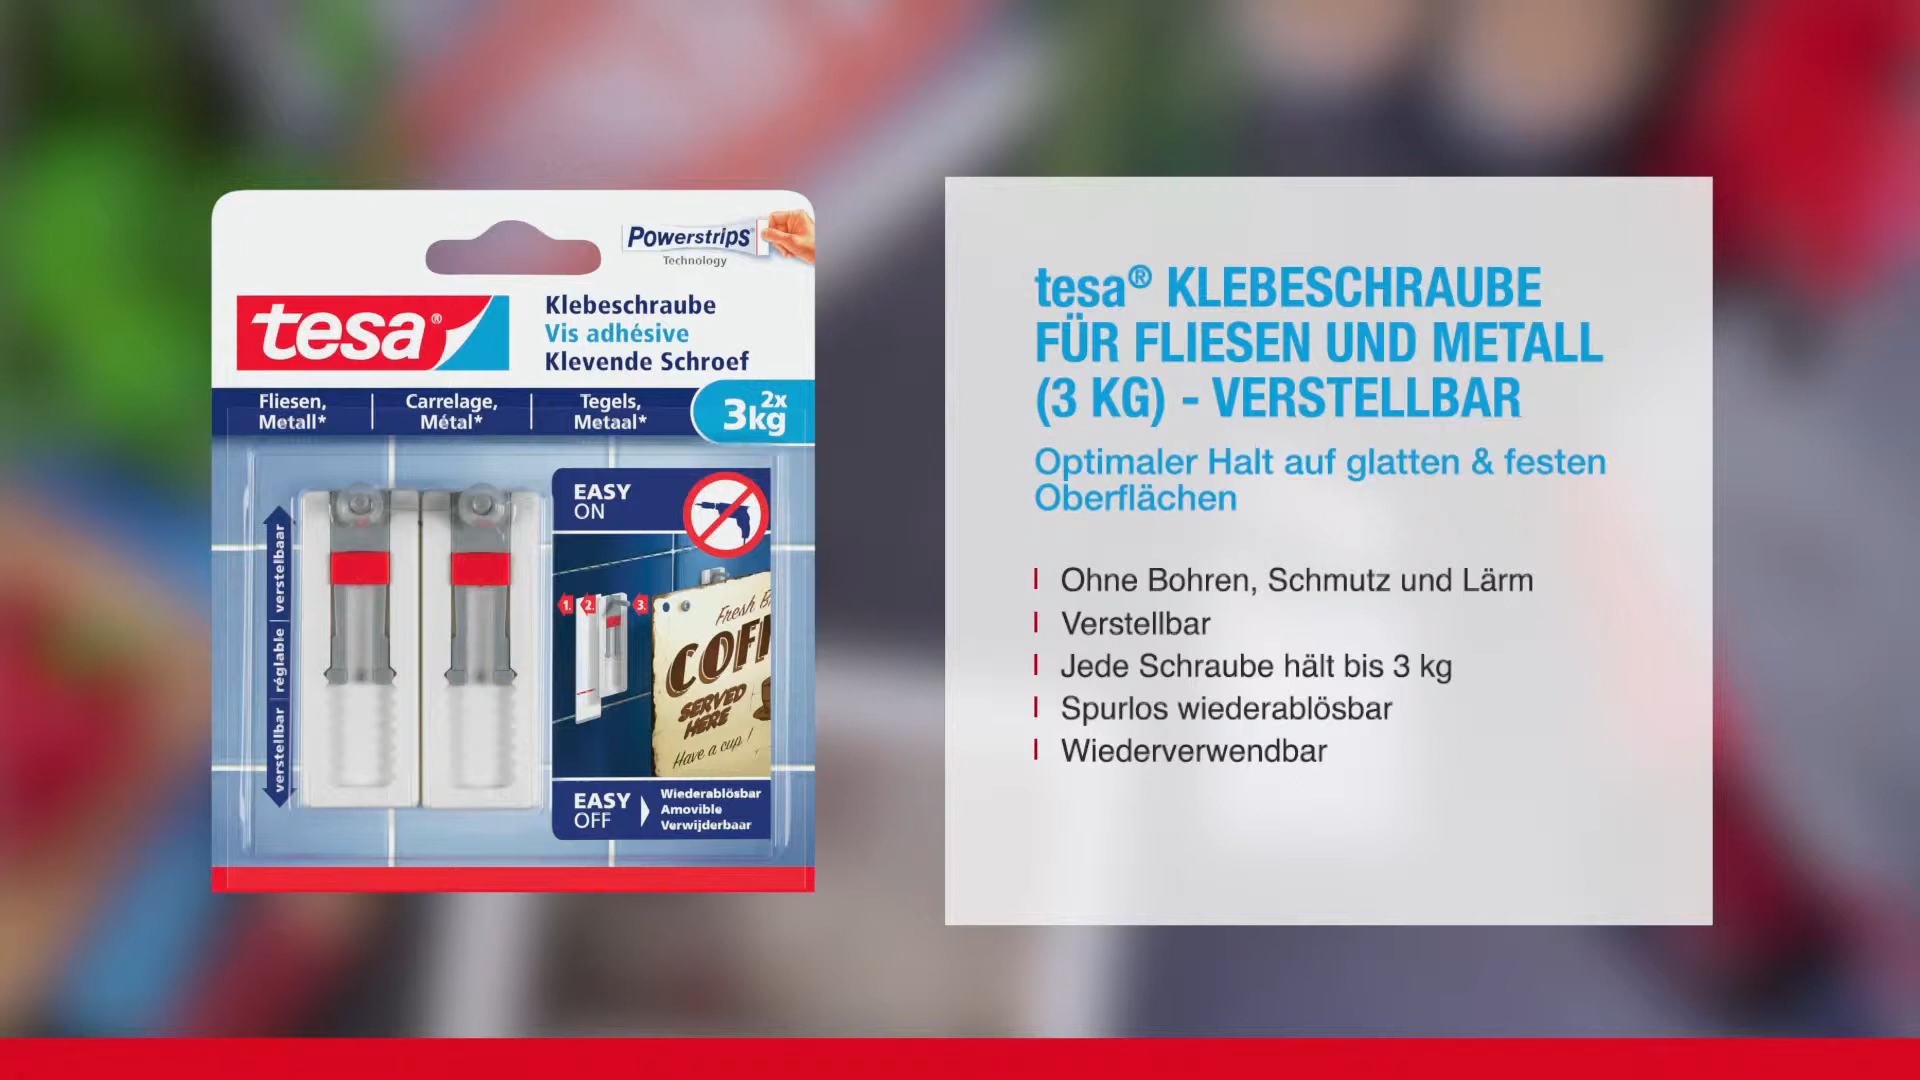 Powerstrips®
Technology
tesa®
Klebeschraube
Vis adhésive
Klevende Schroef
Fliesen,
Metall*
Carrelage,
Métal*
Tegels,
Metaal*
2x
3kg
verstellbar | réglable | verstelbaar
EASY
ON
1. 2. 3.
Fresh B
COFF
SERVED
HERE
Have a cup!
EASY
OFF
Wiederablösbar
Amovible
Verwijderbaar
tesa® KLEBESCHRAUBE
FÜR FLIESEN UND METALL
(3 KG) - VERSTELLBAR
Optimaler Halt auf glatten & festen
Oberflächen
Ohne Bohren, Schmutz und Lärm
Verstellbar
Jede Schraube hält bis 3 kg
Spurlos wiederablösbar
Wiederverwendbar